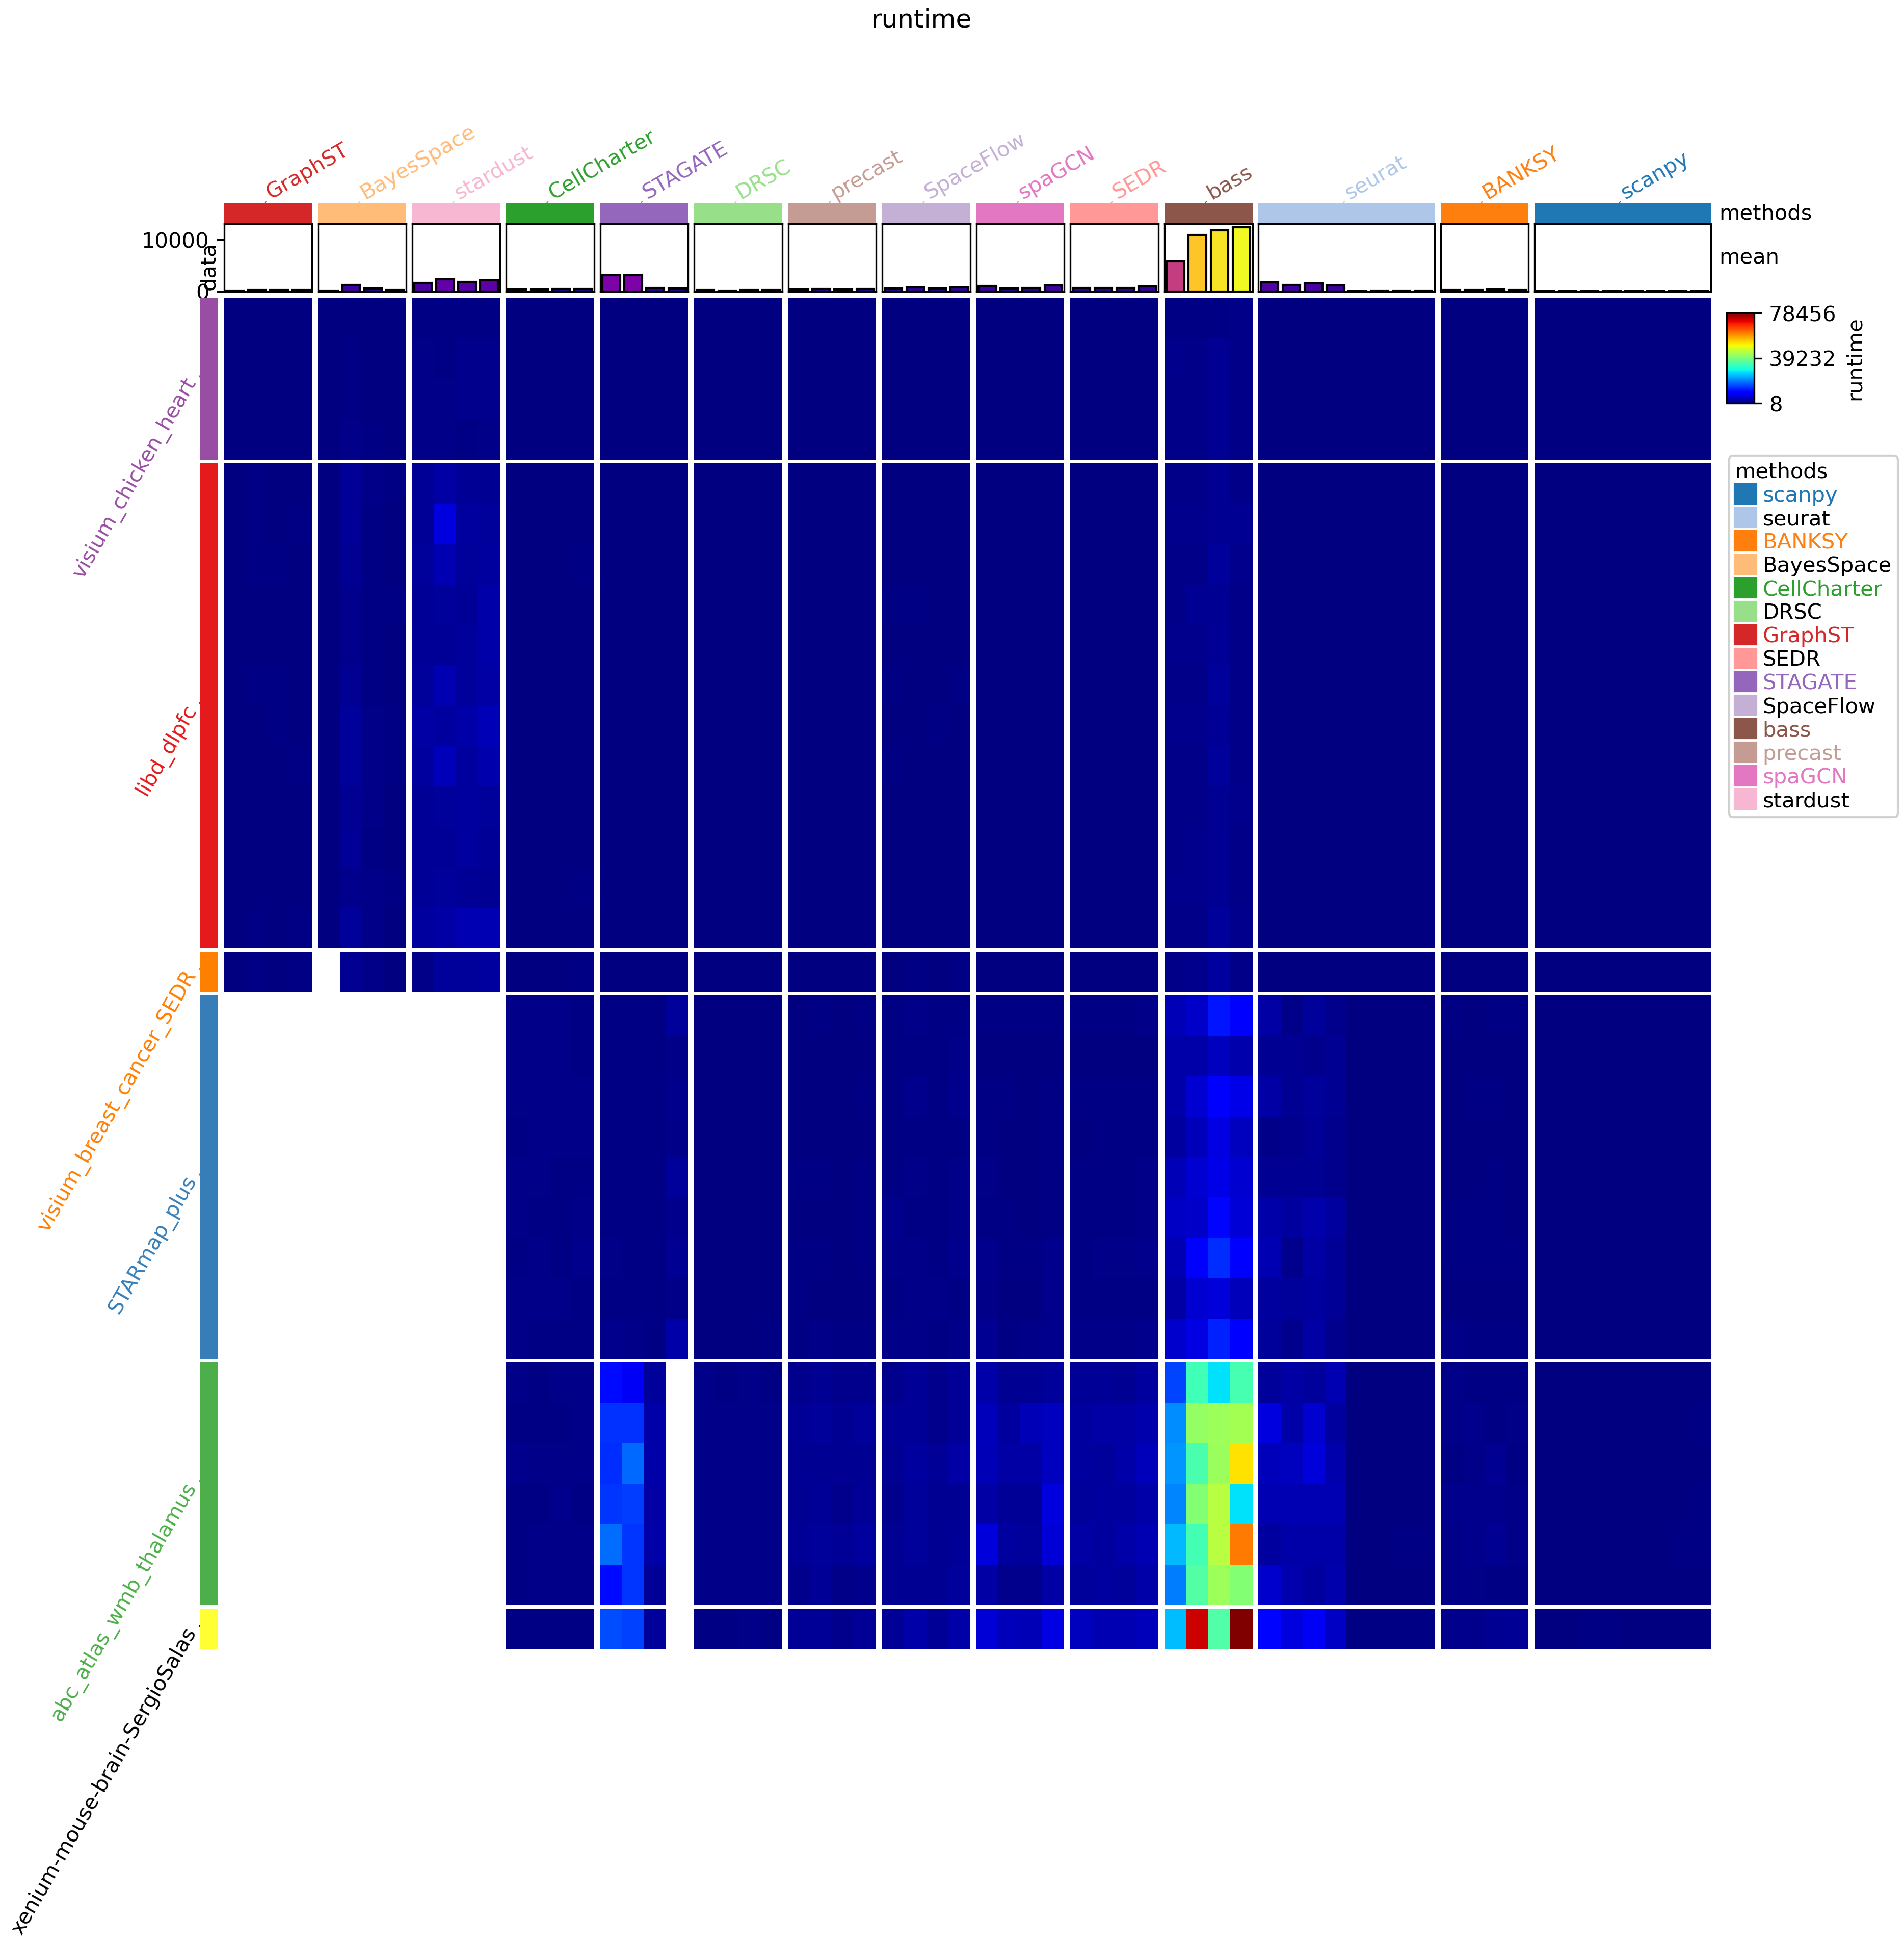 runtime
GraphST
BayesSpace
stardust
CellCharter
STAGATE
DRSC
precast
SpaceFlow
spaGCN
SEDR
bass
seurat
BANKSY
scanpy
methods
10000
data
0
mean
78456
39232
8
runtime
visium_chicken_heart
libd_dlpfc
visium_breast_cancer_SEDR
STARmap_plus
abc_atlas_wmb_thalamus
xenium-mouse-brain-SergioSalas
methods
scanpy
seurat
BANKSY
BayesSpace
CellCharter
DRSC
GraphST
SEDR
STAGATE
SpaceFlow
bass
precast
spaGCN
stardust